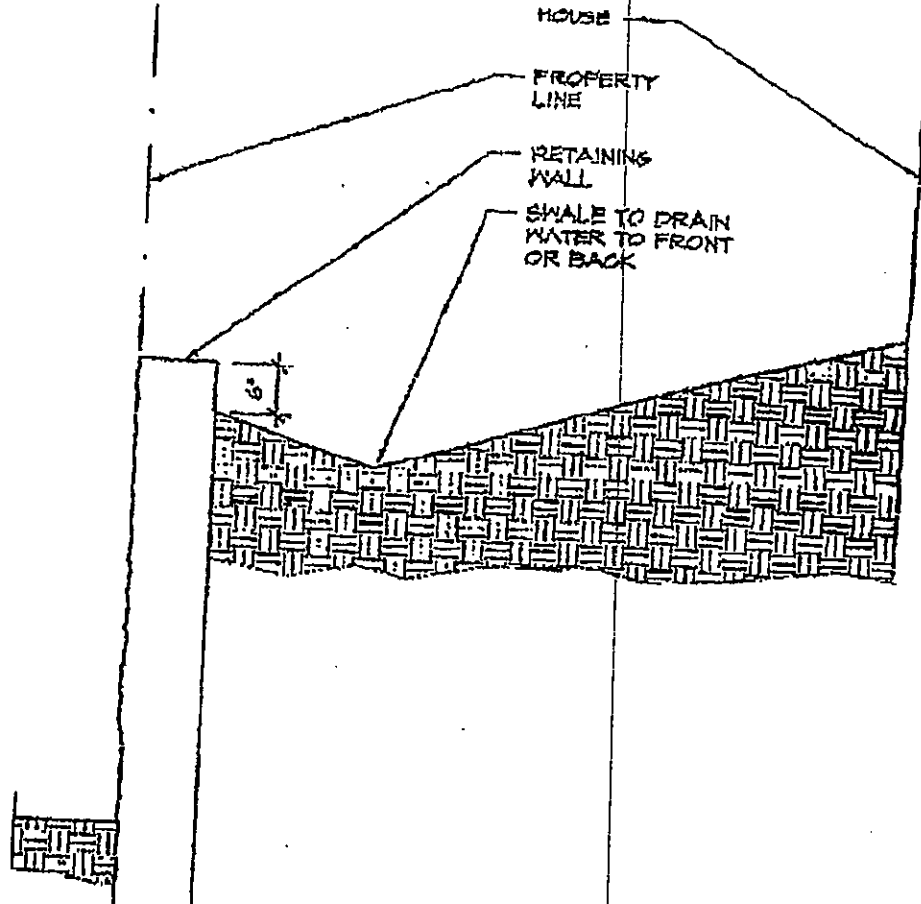 HOUSE
PROPERTY
LINE
RETAINING
WALL
SWALE TO DRAIN
WATER TO FRONT
OR BACK
6"